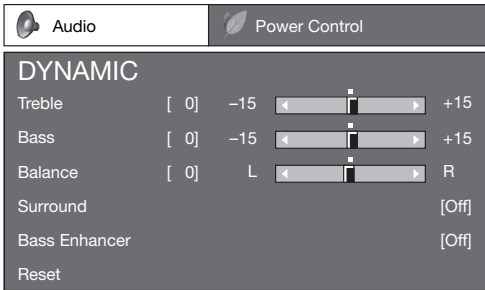 Audio Power Control
DYNAMIC
Treble [ 0] –15 +15
Bass [ 0] –15 +15
Balance [ 0] L R
Surround [Off]
Bass Enhancer [Off]
Reset